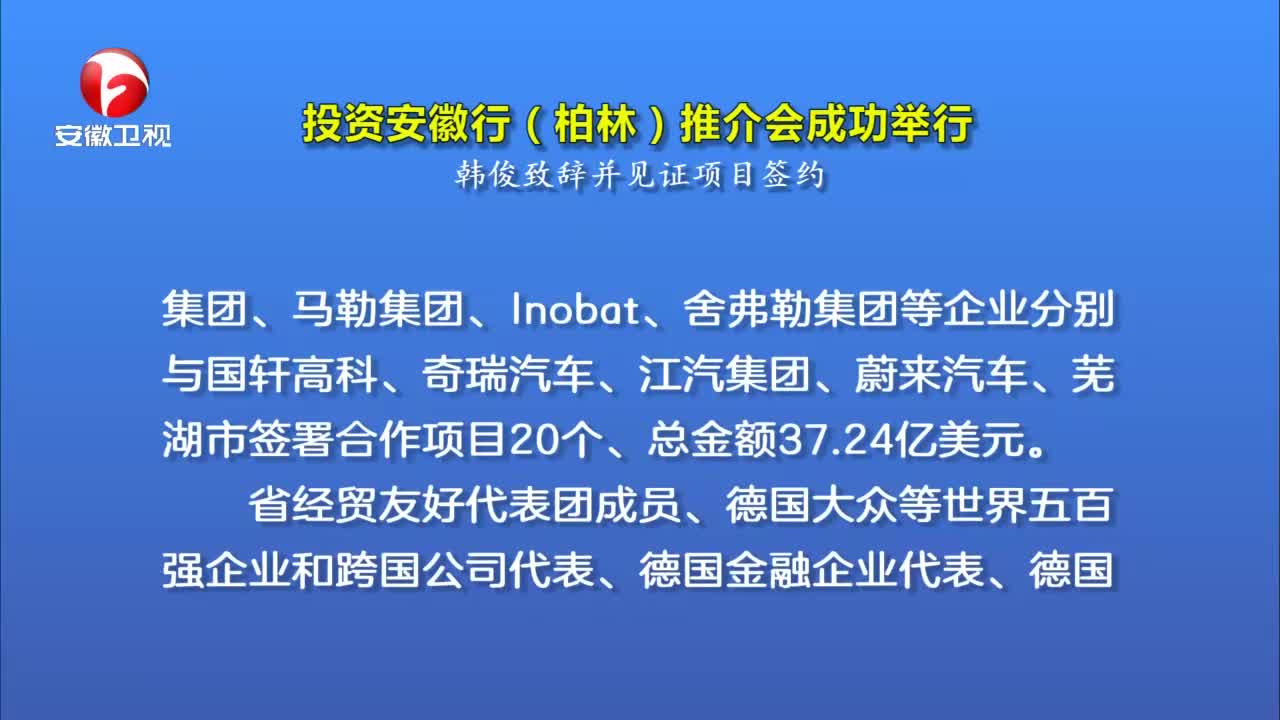 安徽卫视
投资安徽行（柏林）推介会成功举行
韩俊致辞并见证项目签约
集团、马勒集团、Inobat、舍弗勒集团等企业分别
与国轩高科、奇瑞汽车、江汽集团、蔚来汽车、芜
湖市签署合作项目20个、总金额37.24亿美元。
省经贸友好代表团成员、德国大众等世界五百
强企业和跨国公司代表、德国金融企业代表、德国